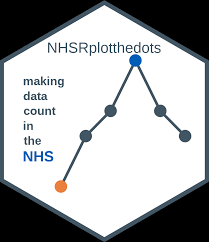 NHSRplotthedots
making
data
count
in
the
NHS